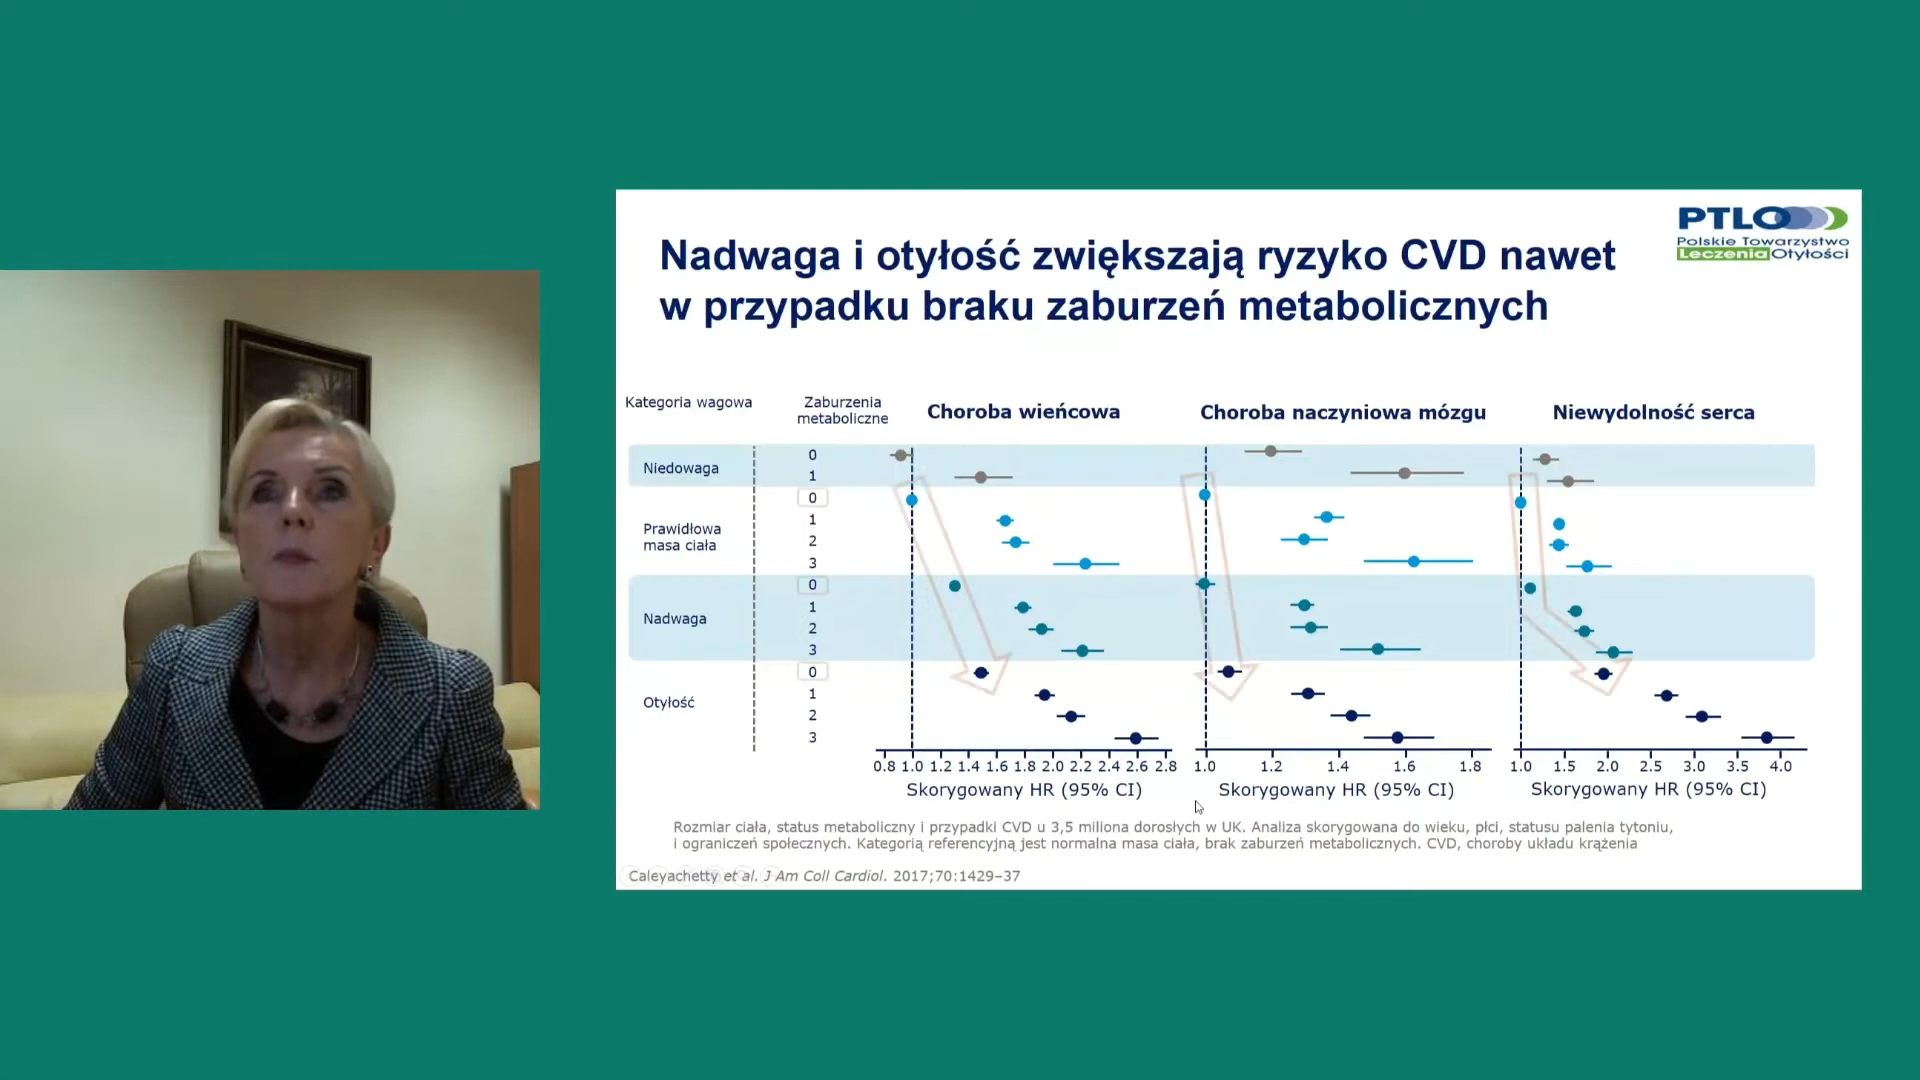 PTLO
Polskie Towarzystwo
Leczenia Otyłości
Nadwaga i otyłość zwiększają ryzyko CVD nawet
w przypadku braku zaburzeń metabolicznych
Kategoria wagowa
Zaburzenia
metaboliczne
Choroba wieńcowa
Choroba naczyniowa mózgu
Niewydolność serca
Niedowaga
0
1
Prawidłowa
masa ciała
0
1
2
3
Nadwaga
0
1
2
3
Otyłość
0
1
2
3
0.8 1.0 1.2 1.4 1.6 1.8 2.0 2.2 2.4 2.6 2.8
1.0 1.2 1.4 1.6 1.8
1.0 1.5 2.0 2.5 3.0 3.5 4.0
Skorygowany HR (95% CI)
Skorygowany HR (95% CI)
Skorygowany HR (95% CI)
Rozmiar ciała, status metaboliczny i przypadki CVD u 3,5 miliona dorosłych w UK. Analiza skorygowana do wieku, płci, statusu palenia tytoniu,
i ograniczeń społecznych. Kategorią referencyjną jest normalna masa ciała, brak zaburzeń metabolicznych. CVD, choroby układu krążenia
Caleyachetty et al. J Am Coll Cardiol. 2017;70:1429–37